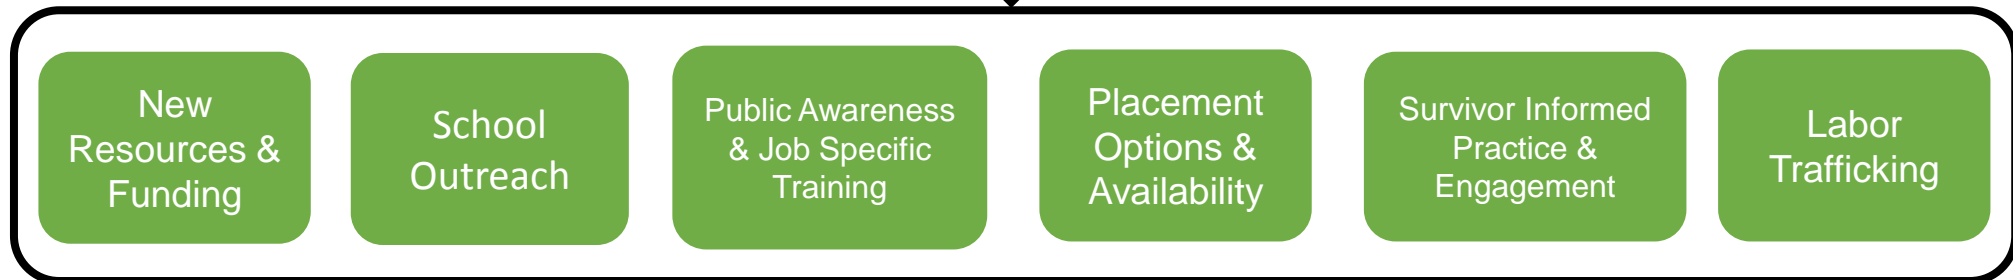 New
Resources &
Funding
School
Outreach
Public Awareness
& Job Specific
Training
Placement
Options &
Availability
Survivor Informed
Practice &
Engagement
Labor
Trafficking